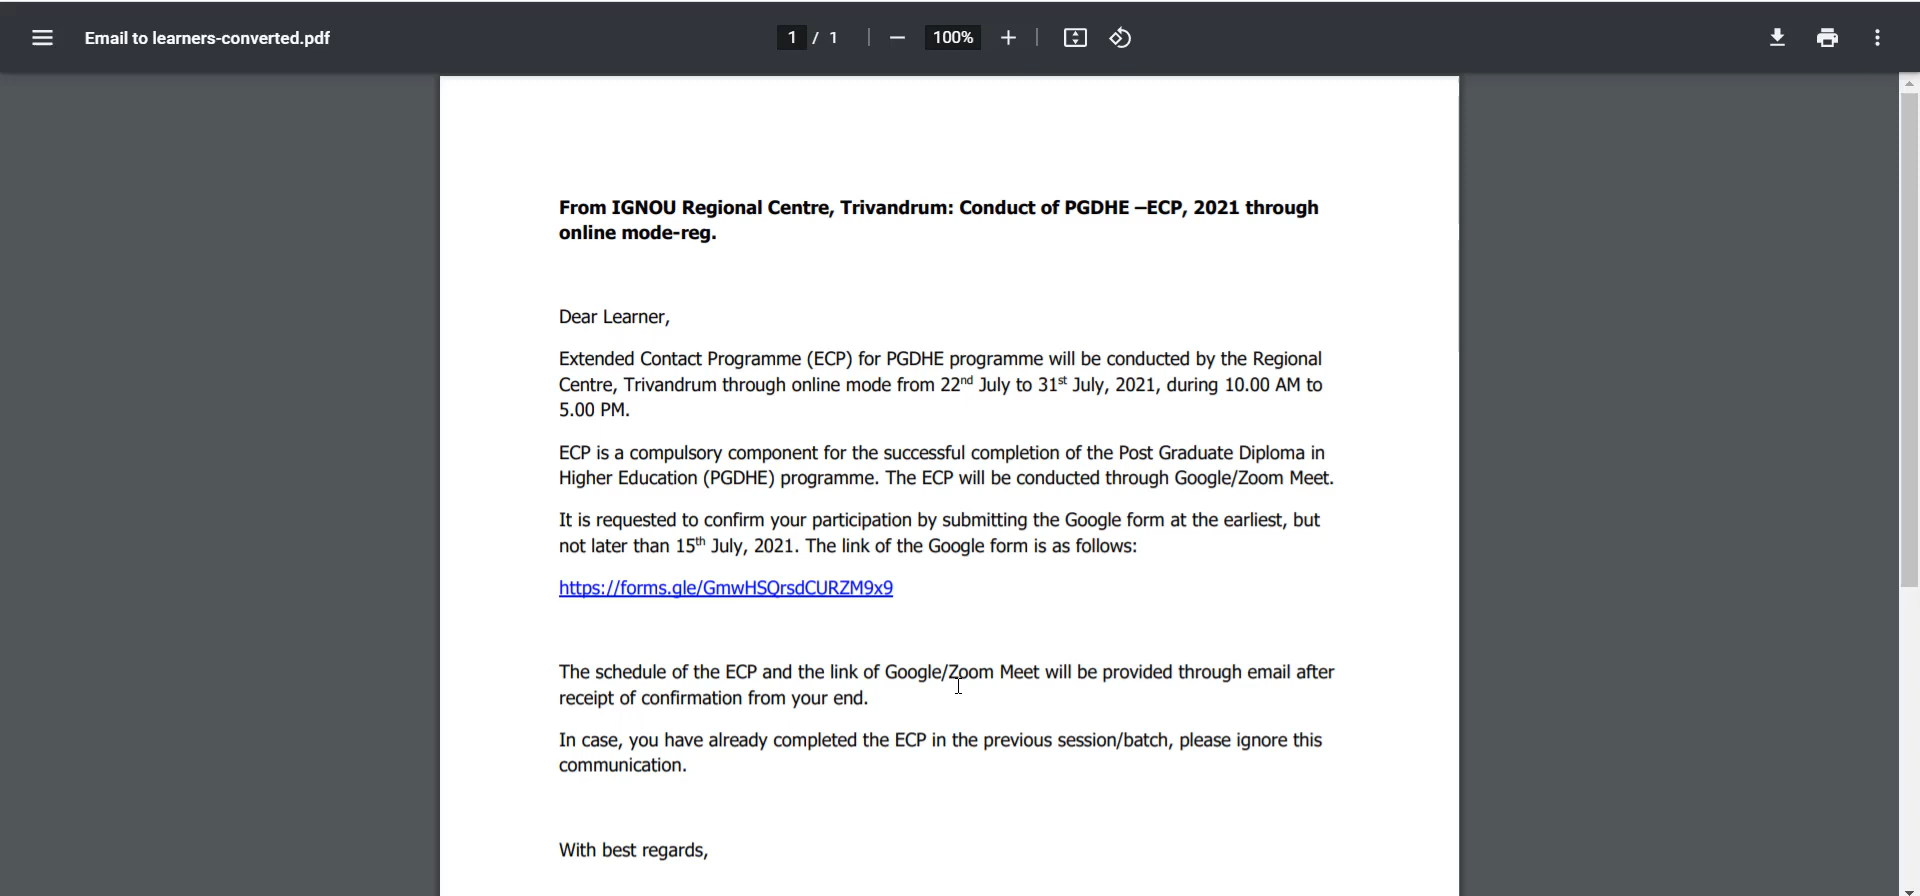 Email to learners-converted.pdf
1 / 1
100%
From IGNOU Regional Centre, Trivandrum: Conduct of PGDHE –ECP, 2021 through
online mode-reg.
Dear Learner,
Extended Contact Programme (ECP) for PGDHE programme will be conducted by the Regional
Centre, Trivandrum through online mode from 22nd July to 31st July, 2021, during 10.00 AM to
5.00 PM.
ECP is a compulsory component for the successful completion of the Post Graduate Diploma in
Higher Education (PGDHE) programme. The ECP will be conducted through Google/Zoom Meet.
It is requested to confirm your participation by submitting the Google form at the earliest, but
not later than 15th July, 2021. The link of the Google form is as follows:
https://forms.gle/GmwHSQrsdCURZM9x9
The schedule of the ECP and the link of Google/Zoom Meet will be provided through email after
receipt of confirmation from your end.
In case, you have already completed the ECP in the previous session/batch, please ignore this
communication.
With best regards,